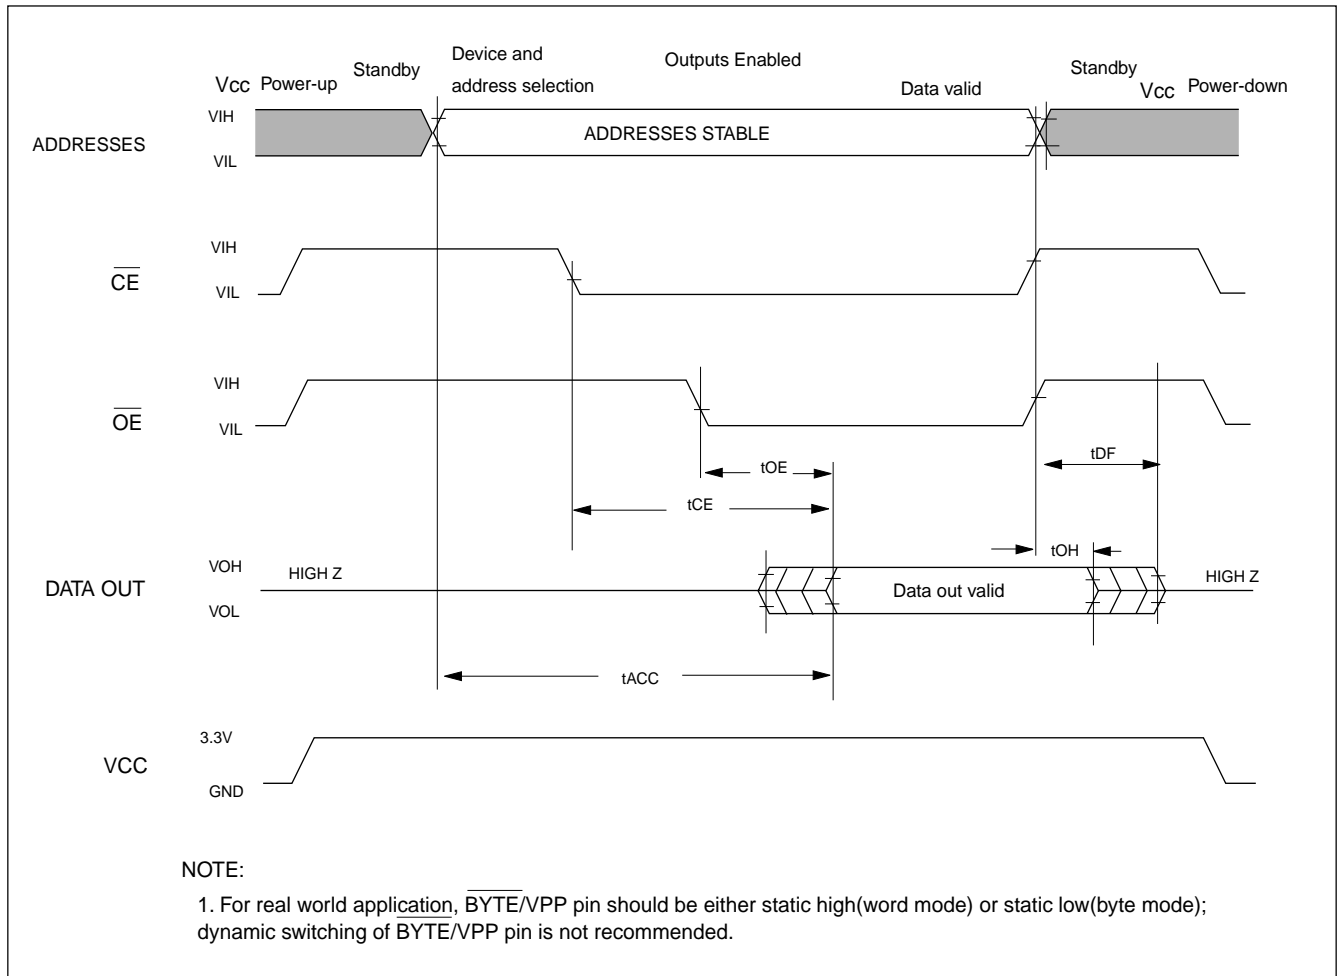 Vcc Power-up
Standby
Device and
address selection
Outputs Enabled
Data valid
Standby
Vcc Power-down
ADDRESSES
VIH
VIL
ADDRESSES STABLE
CE
VIH
VIL
OE
VIH
VIL
tOE
tDF
tCE
tOH
DATA OUT
VOH
VOL
HIGH Z
Data out valid
HIGH Z
tACC
VCC
3.3V
GND
NOTE:
1. For real world application, BYTE/VPP pin should be either static high(word mode) or static low(byte mode);
dynamic switching of BYTE/VPP pin is not recommended.